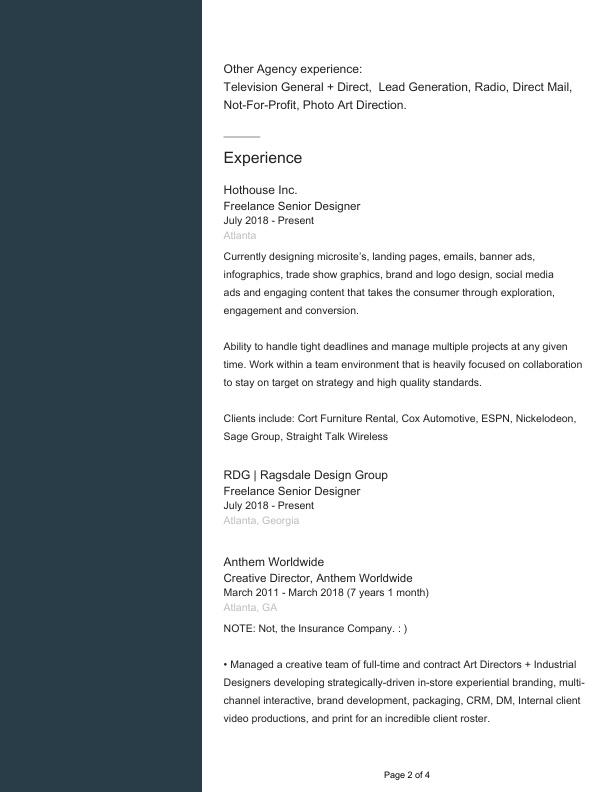 Other Agency experience:
Television General + Direct,  Lead Generation, Radio, Direct Mail,
Not-For-Profit, Photo Art Direction.
Experience
Hothouse Inc.
Freelance Senior Designer
July 2018 - Present
Atlanta
Currently designing microsite's, landing pages, emails, banner ads,
infographics, trade show graphics, brand and logo design, social media
ads and engaging content that takes the consumer through exploration,
engagement and conversion.
Ability to handle tight deadlines and manage multiple projects at any given
time. Work within a team environment that is heavily focused on collaboration
to stay on target on strategy and high quality standards.
Clients include: Cort Furniture Rental, Cox Automotive, ESPN, Nickelodeon,
Sage Group, Straight Talk Wireless
RDG | Ragsdale Design Group
Freelance Senior Designer
July 2018 - Present
Atlanta, Georgia
Anthem Worldwide
Creative Director, Anthem Worldwide
March 2011 - March 2018 (7 years 1 month)
Atlanta, GA
NOTE: Not, the Insurance Company. : )
• Managed a creative team of full-time and contract Art Directors + Industrial
Designers developing strategically-driven in-store experiential branding, multi-
channel interactive, brand development, packaging, CRM, DM, Internal client
video productions, and print for an incredible client roster.
Page 2 of 4